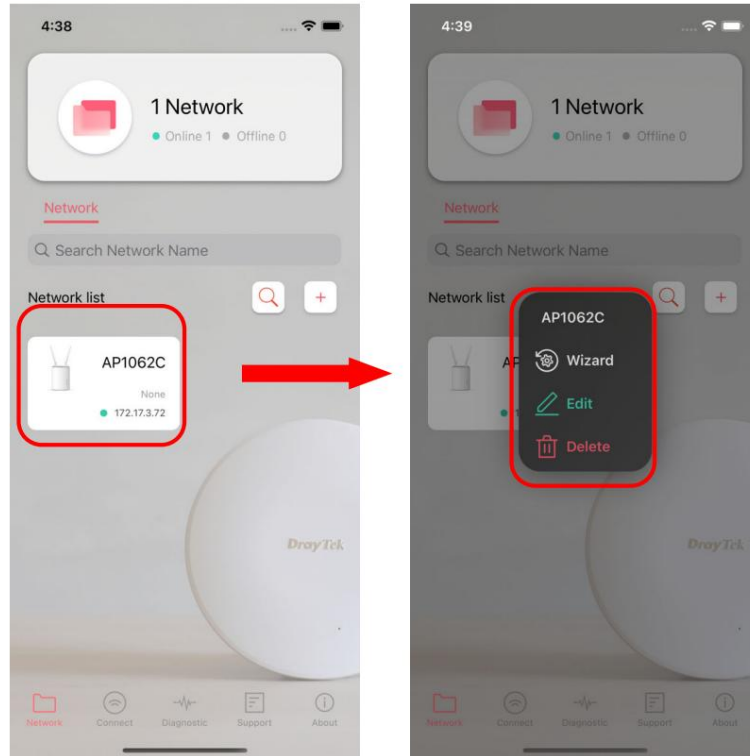 4:38
1 Network
Online 1 Offline 0
Network
Search Network Name
Network list
+
AP1062C
None
172.17.3.72
DrayTek
Network Connect Diagnostic Support About
4:39
1 Network
Online 1 Offline 0
Network
Search Network Name
Network list
+
AP1062C
Wizard
Edit
Delete
DrayTek
Network Connect Diagnostic Support About